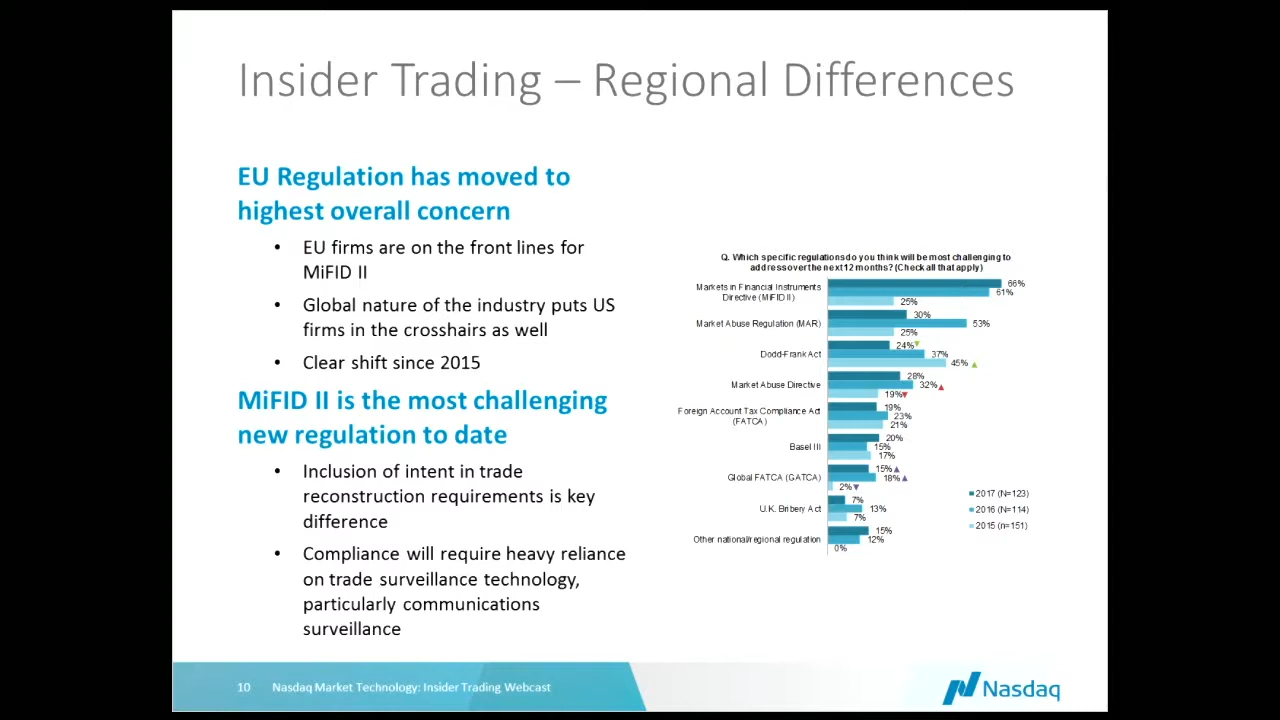 Insider Trading – Regional Differences
EU Regulation has moved to
highest overall concern
• EU firms are on the front lines for
MiFID II
• Global nature of the industry puts US
firms in the crosshairs as well
• Clear shift since 2015
MiFID II is the most challenging
new regulation to date
• Inclusion of intent in trade
reconstruction requirements is key
difference
• Compliance will require heavy reliance
on trade surveillance technology,
particularly communications
surveillance
Q. Which specific regulations do you think will be most challenging to
address over the next 12 months? (Check all that apply)
Markets in Financial Instruments
Directive (MiFID II)
66%
61%
25%
Market Abuse Regulation (MAR)
30%
53%
25%
Dodd-Frank Act
24%▼
37%
45% ▲
Market Abuse Directive
28%
32%▲
19%▼
Foreign Account Tax Compliance Act
(FATCA)
19%
23%
21%
Basel III
20%
15%
17%
Global FATCA (GATCA)
15%▲
18%▲
2%▼
U.K. Bribery Act
7%
13%
7%
Other national/regional regulation
15%
12%
0%
2017 (N=123)
2016 (N=114)
2015 (n=151)
10 Nasdaq Market Technology: Insider Trading Webcast
Nasdaq